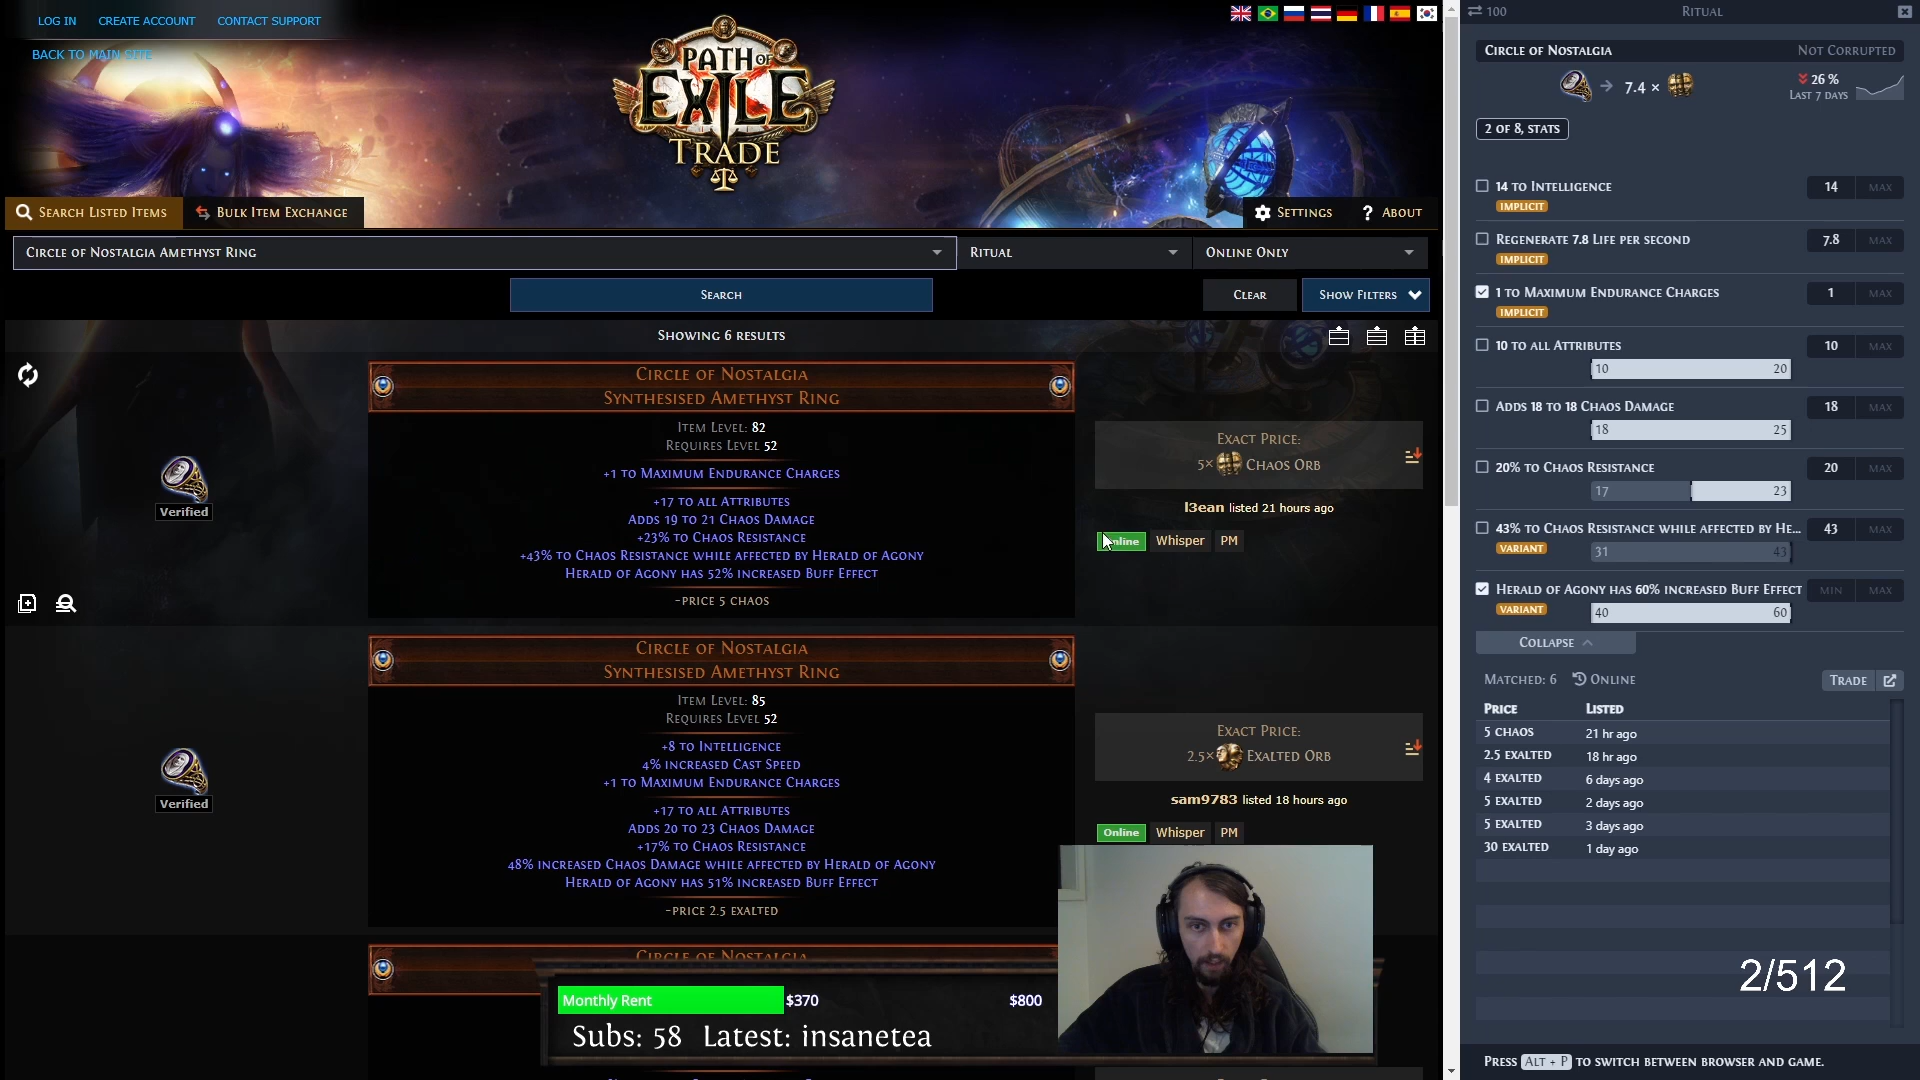 LOG IN CREATE ACCOUNT CONTACT SUPPORT
BACK TO MAIN SITE
PATH OF
EXILE
TRADE
Search Listed Items
Bulk Item Exchange
Settings
? About
Circle of Nostalgia Amethyst Ring
Ritual
Online Only
Search
Clear
Show Filters
Showing 6 results
Circle of Nostalgia
Synthesised Amethyst Ring
Item Level: 82
Requires Level 52
+1 to Maximum Endurance Charges
+17 to all Attributes
Adds 19 to 21 Chaos Damage
+23% to Chaos Resistance
+43% to Chaos Resistance while affected by Herald of Agony
Herald of Agony has 52% increased Buff Effect
~price 5 chaos
Verified
Exact Price:
5× Chaos Orb
l3ean listed 21 hours ago
Whisper
PM
Circle of Nostalgia
Synthesised Amethyst Ring
Item Level: 85
Requires Level 52
+8 to Intelligence
4% increased Cast Speed
+1 to Maximum Endurance Charges
+17 to all Attributes
Adds 20 to 23 Chaos Damage
+17% to Chaos Resistance
48% increased Chaos Damage while affected by Herald of Agony
Herald of Agony has 51% increased Buff Effect
~price 2.5 exalted
Verified
Exact Price:
2.5× Exalted Orb
sam9783 listed 18 hours ago
Online
Whisper
PM
Circle of Nostalgia
Monthly Rent $370 $800
Subs: 58 Latest: insanetea
100
Ritual
Circle of Nostalgia
Not Corrupted
7.4 ×
26 %
Last 7 days
2 of 8, stats
14 to Intelligence 14 MAX
IMPLICIT
Regenerate 7.8 Life per second 7.8 MAX
IMPLICIT
1 to Maximum Endurance Charges 1 MAX
IMPLICIT
10 to all Attributes 10 MAX
10 20
Adds 18 to 18 Chaos Damage 18 MAX
18 25
20% to Chaos Resistance 20 MAX
17 23
43% to Chaos Resistance while affected by He... 43 MAX
VARIANT
31 43
Herald of Agony has 60% increased Buff Effect MIN MAX
VARIANT
40 60
Collapse
Matched: 6 Online
Trade
Price Listed
5 chaos 21 hr ago
2.5 exalted 18 hr ago
4 exalted 6 days ago
5 exalted 2 days ago
5 exalted 3 days ago
30 exalted 1 day ago
2/512
Press Alt + P to switch between browser and game.